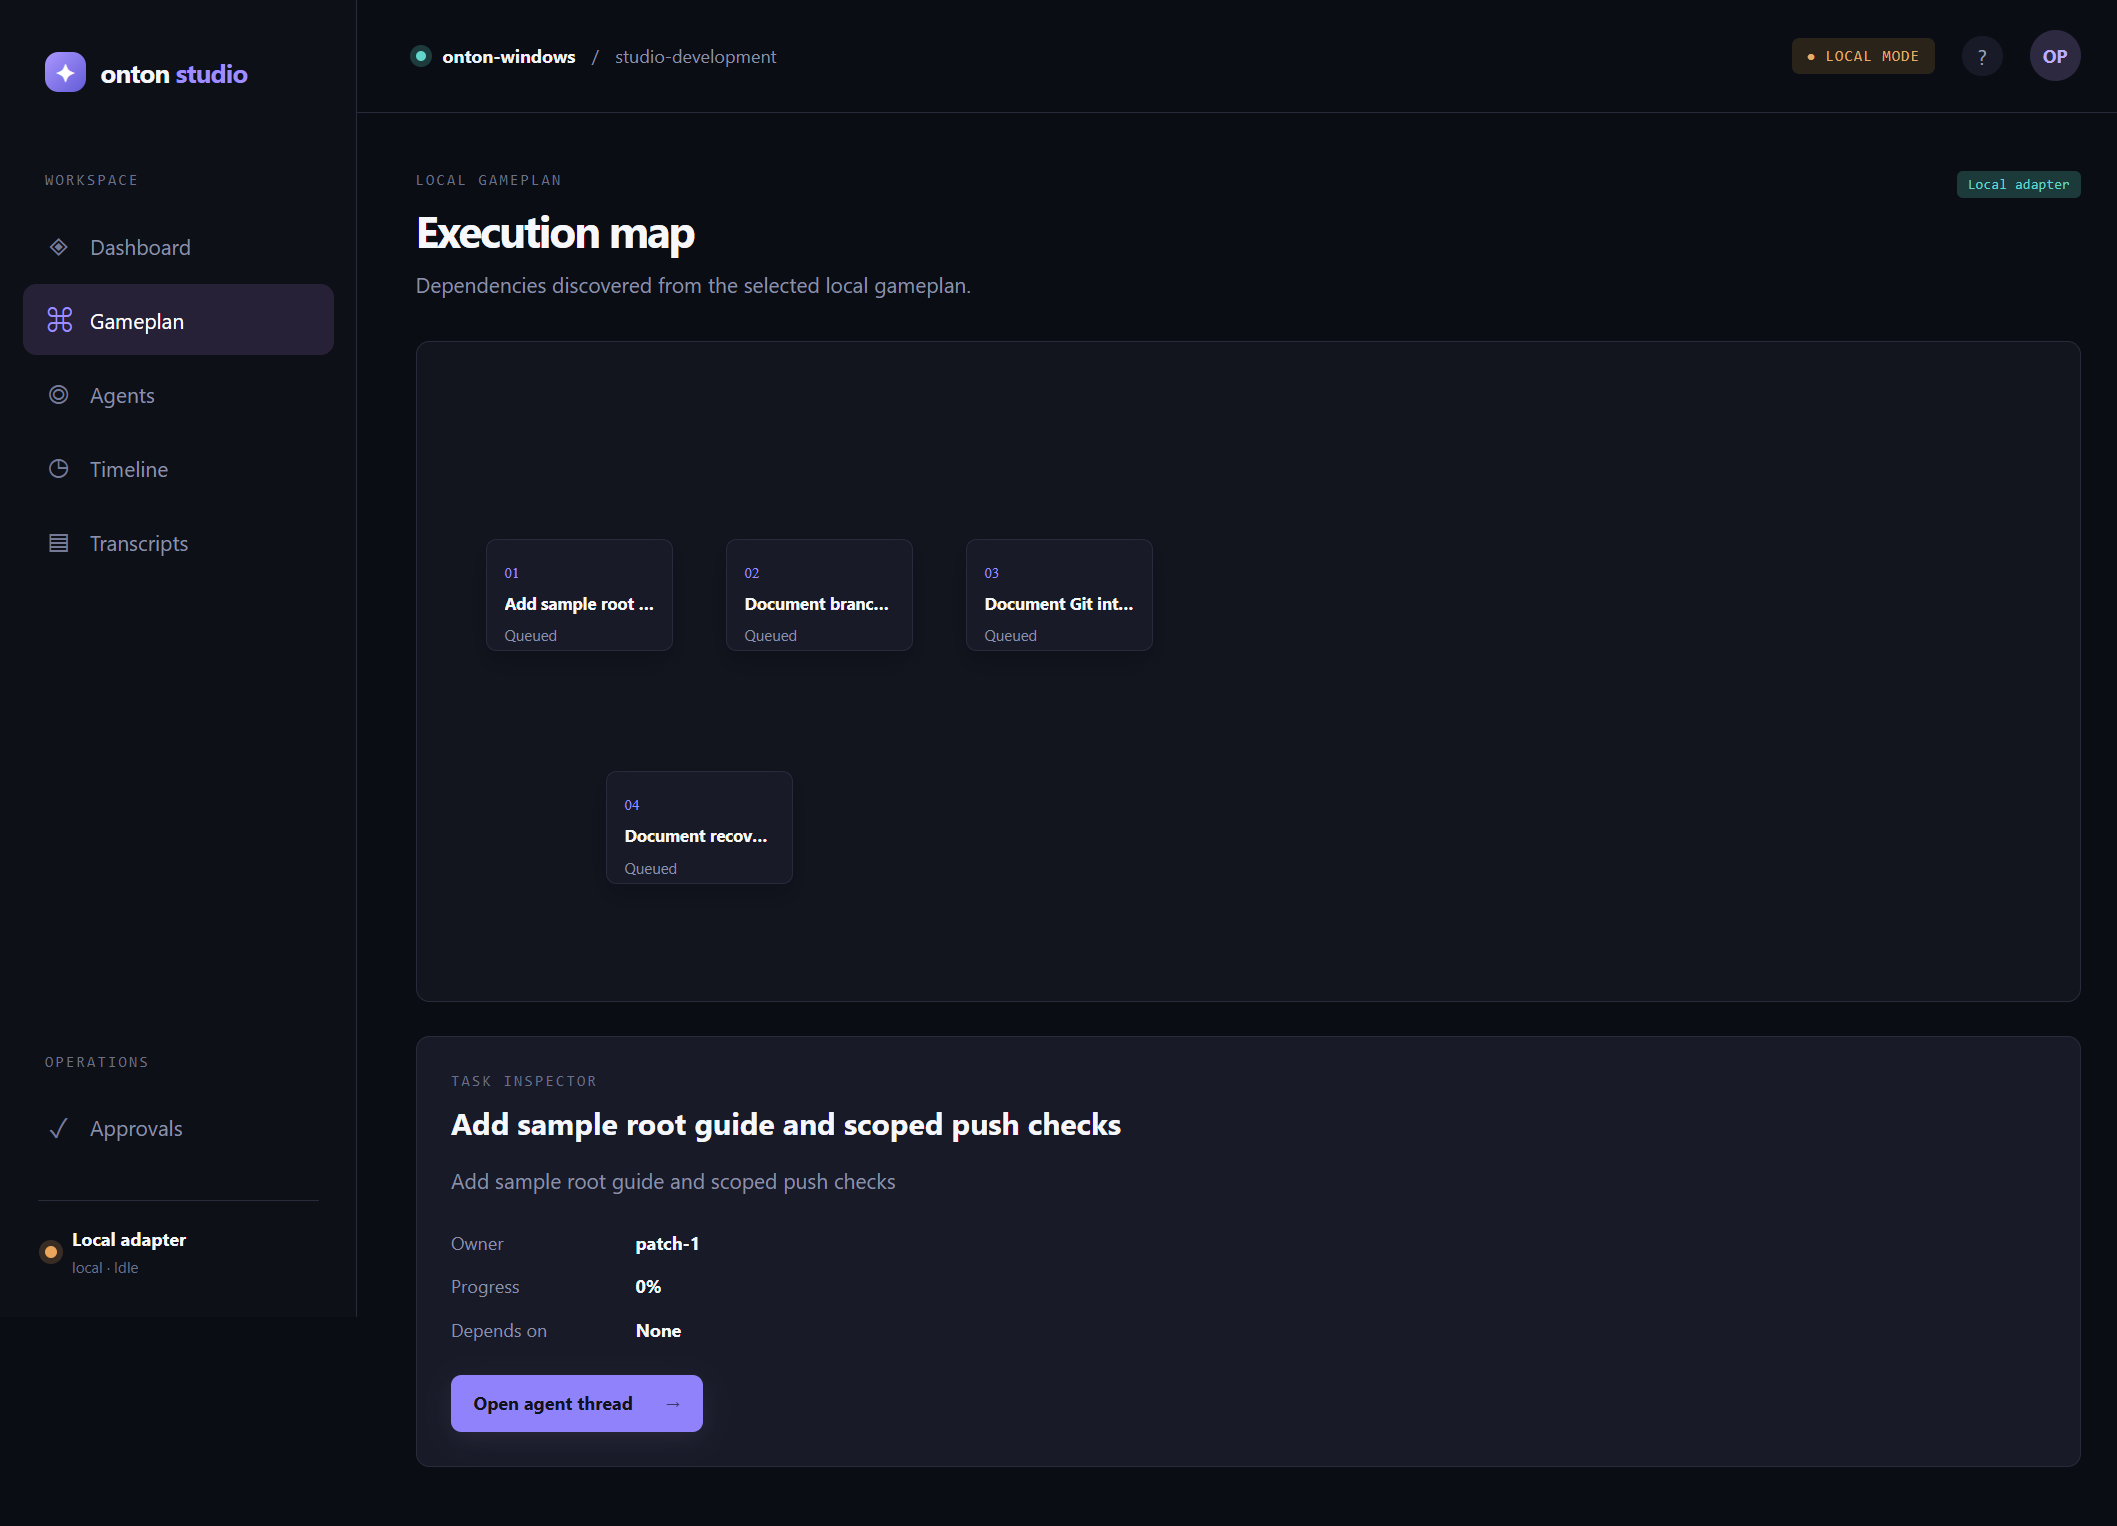 onton studio
WORKSPACE
Dashboard
Gameplan
Agents
Timeline
Transcripts
OPERATIONS
Approvals
Local adapter
local · Idle
onton-windows / studio-development
LOCAL MODE
?
OP
LOCAL GAMEPLAN
Local adapter
Execution map
Dependencies discovered from the selected local gameplan.
01
Add sample root ...
Queued
02
Document branc...
Queued
03
Document Git int...
Queued
04
Document recov...
Queued
TASK INSPECTOR
Add sample root guide and scoped push checks
Add sample root guide and scoped push checks
Owner patch-1
Progress 0%
Depends on None
Open agent thread →